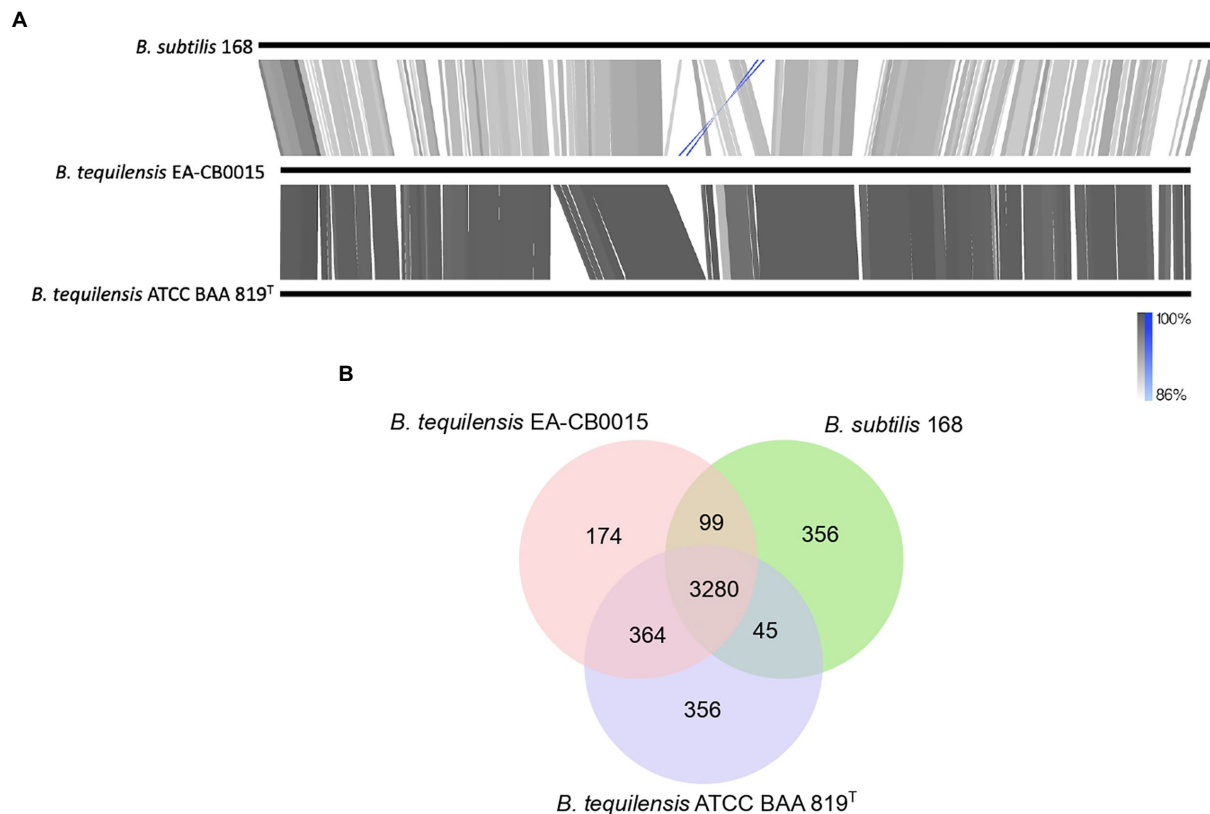 A
B. subtilis 168
B. tequilensis EA-CB0015
B. tequilensis ATCC BAA 819ᵀ
100%
86%
B
B. tequilensis EA-CB0015
B. subtilis 168
174
99
356
3280
364
45
356
B. tequilensis ATCC BAA 819ᵀ